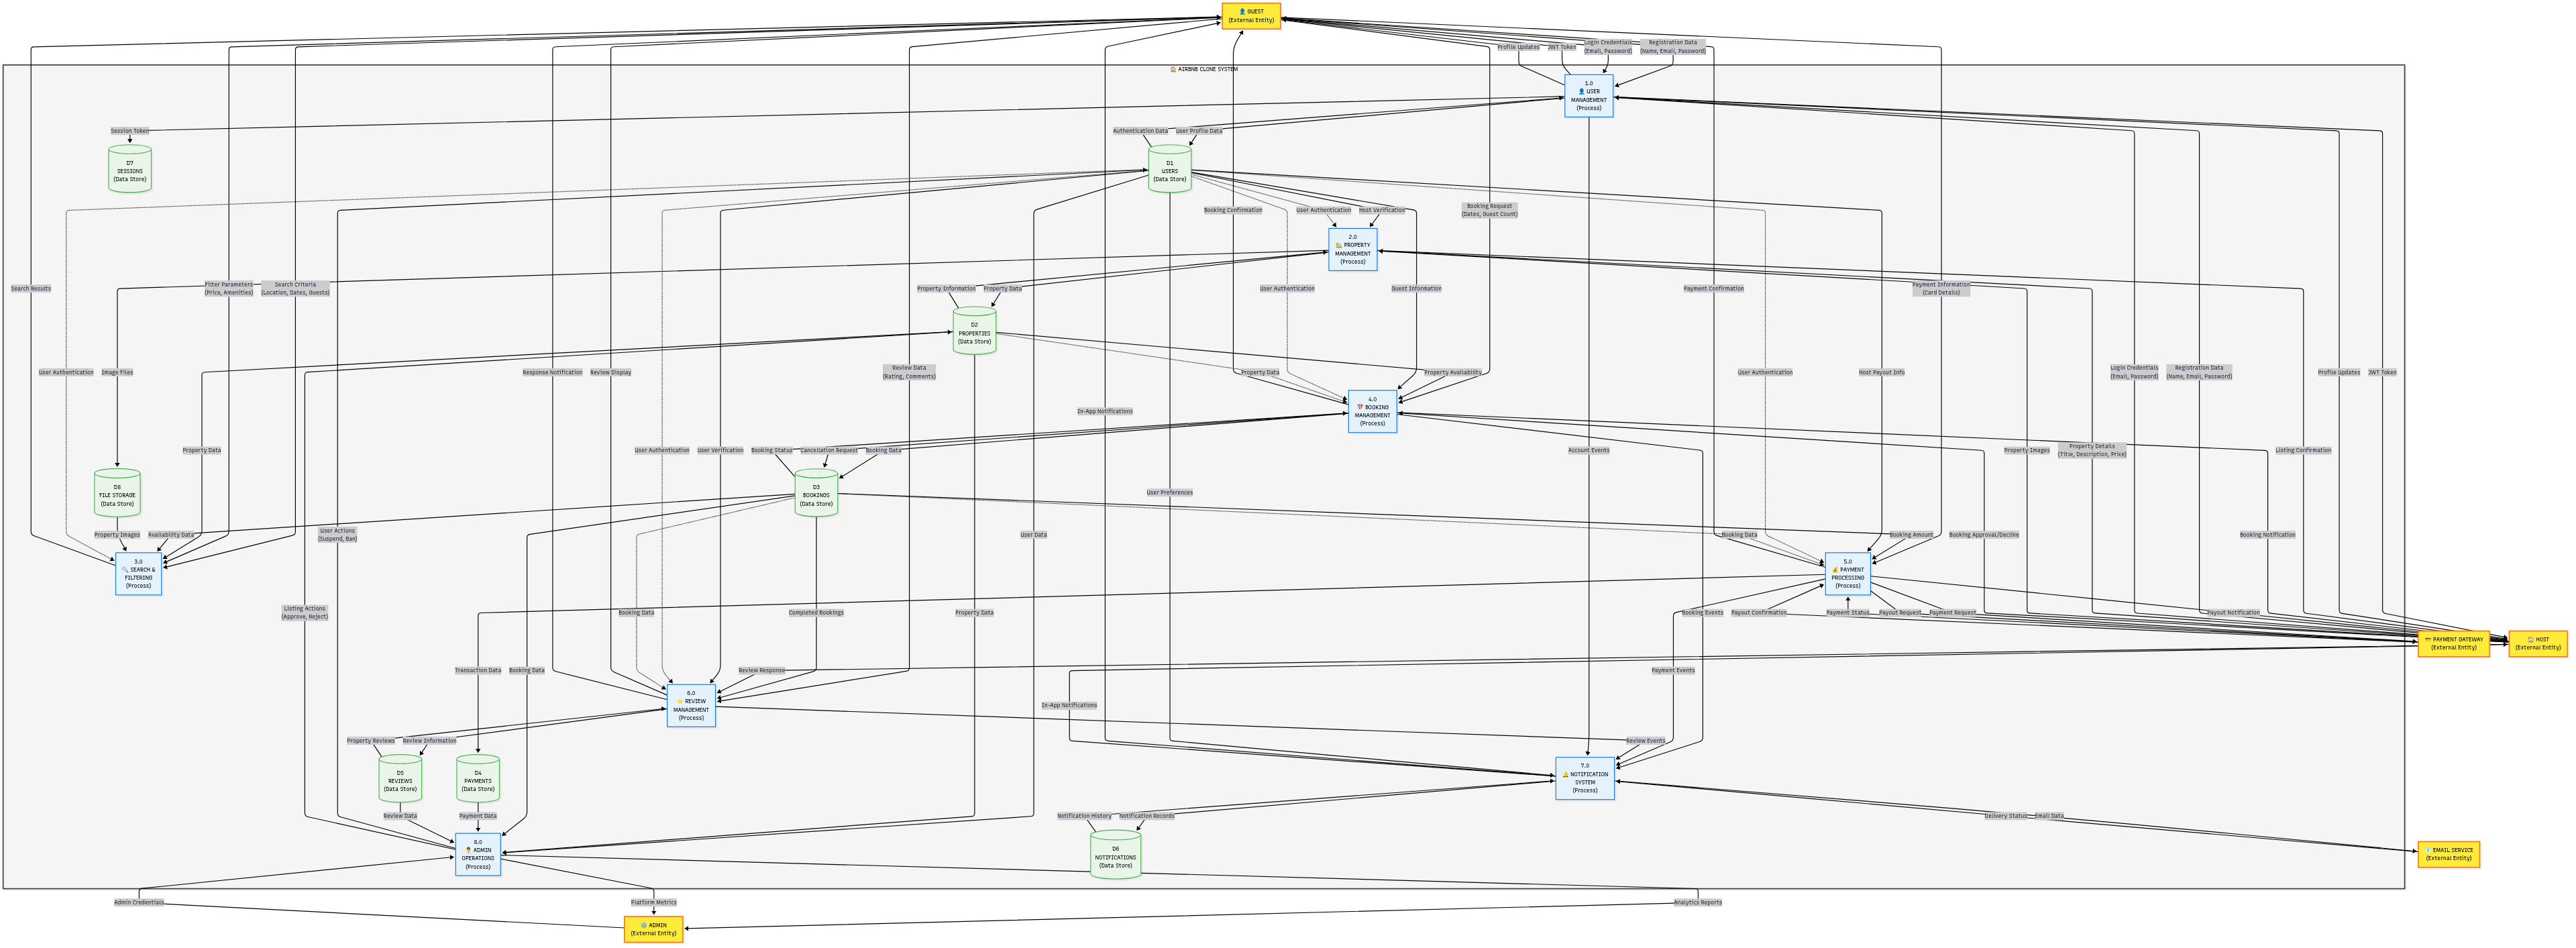 👤 GUEST
(External Entity)
Profile Updates
JWT Token
Login Credentials
(Email, Password)
Registration Data
(Name, Email, Password)
🏠 AIRBNB CLONE SYSTEM
1.0
👤 USER
MANAGEMENT
(Process)
Session Token
Authentication Data
User Profile Data
D7
SESSIONS
(Data Store)
D1
USERS
(Data Store)
Booking Confirmation
User Authentication
Host Verification
Booking Request
(Dates, Guest Count)
2.0
🏡 PROPERTY
MANAGEMENT
(Process)
Search Results
Filter Parameters
(Price, Amenities)
Search Criteria
(Location, Dates, Guests)
Property Information
Property Data
User Authentication
Guest Information
Payment Confirmation
Payment Information
(Card Details)
D2
PROPERTIES
(Data Store)
User Authentication
Image Files
Response Notification
Review Display
Review Data
(Rating, Comments)
Property Data
Property Availability
User Authentication
Host Payout Info
Login Credentials
(Email, Password)
Registration Data
(Name, Email, Password)
Profile Updates
JWT Token
4.0
📅 BOOKING
MANAGEMENT
(Process)
In-App Notifications
Property Data
User Authentication
User Verification
Booking Status
Cancellation Request
Booking Data
Account Events
Property Images
Property Details
(Title, Description, Price)
Listing Confirmation
D8
FILE STORAGE
(Data Store)
D3
BOOKINGS
(Data Store)
User Preferences
Property Images
Availability Data
User Actions
(Suspend, Ban)
User Data
Booking Data
Booking Amount
Booking Approval/Decline
Booking Notification
3.0
🔍 SEARCH &
FILTERING
(Process)
5.0
💰 PAYMENT
PROCESSING
(Process)
Listing Actions
(Approve, Reject)
Booking Data
Completed Bookings
Property Data
Booking Events
Payout Confirmation
Payment Status
Payout Request
Payment Request
Payout Notification
💳 PAYMENT GATEWAY
(External Entity)
🏠 HOST
(External Entity)
Transaction Data
Booking Data
Review Response
Payment Events
6.0
⭐ REVIEW
MANAGEMENT
(Process)
In-App Notifications
Property Reviews
Review Information
Review Events
D5
REVIEWS
(Data Store)
D4
PAYMENTS
(Data Store)
7.0
🔔 NOTIFICATION
SYSTEM
(Process)
Review Data
Payment Data
Notification History
Notification Records
Delivery Status
Email Data
8.0
👨‍💼 ADMIN
OPERATIONS
(Process)
D6
NOTIFICATIONS
(Data Store)
📧 EMAIL SERVICE
(External Entity)
Admin Credentials
Platform Metrics
Analytics Reports
⚙️ ADMIN
(External Entity)